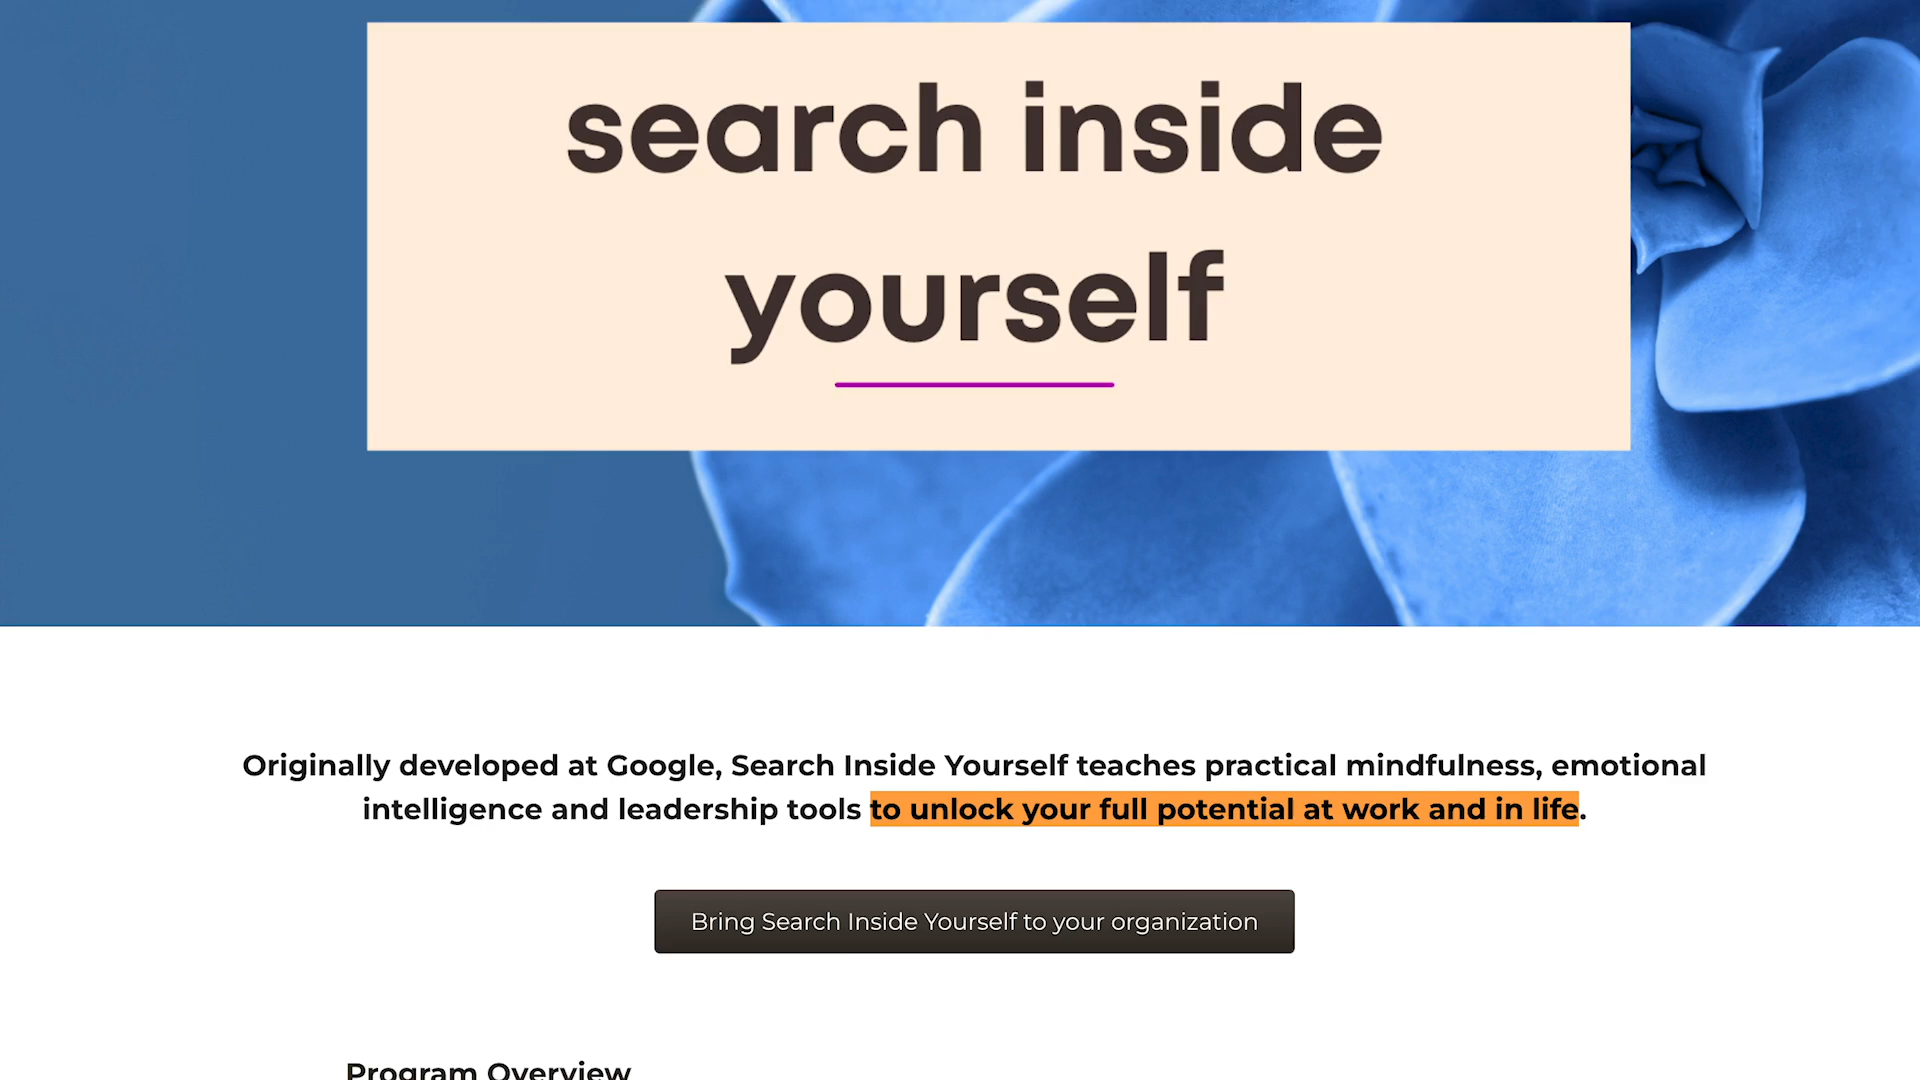 search inside
yourself
Originally developed at Google, Search Inside Yourself teaches practical mindfulness, emotional
intelligence and leadership tools to unlock your full potential at work and in life.
Bring Search Inside Yourself to your organization
Program Overview